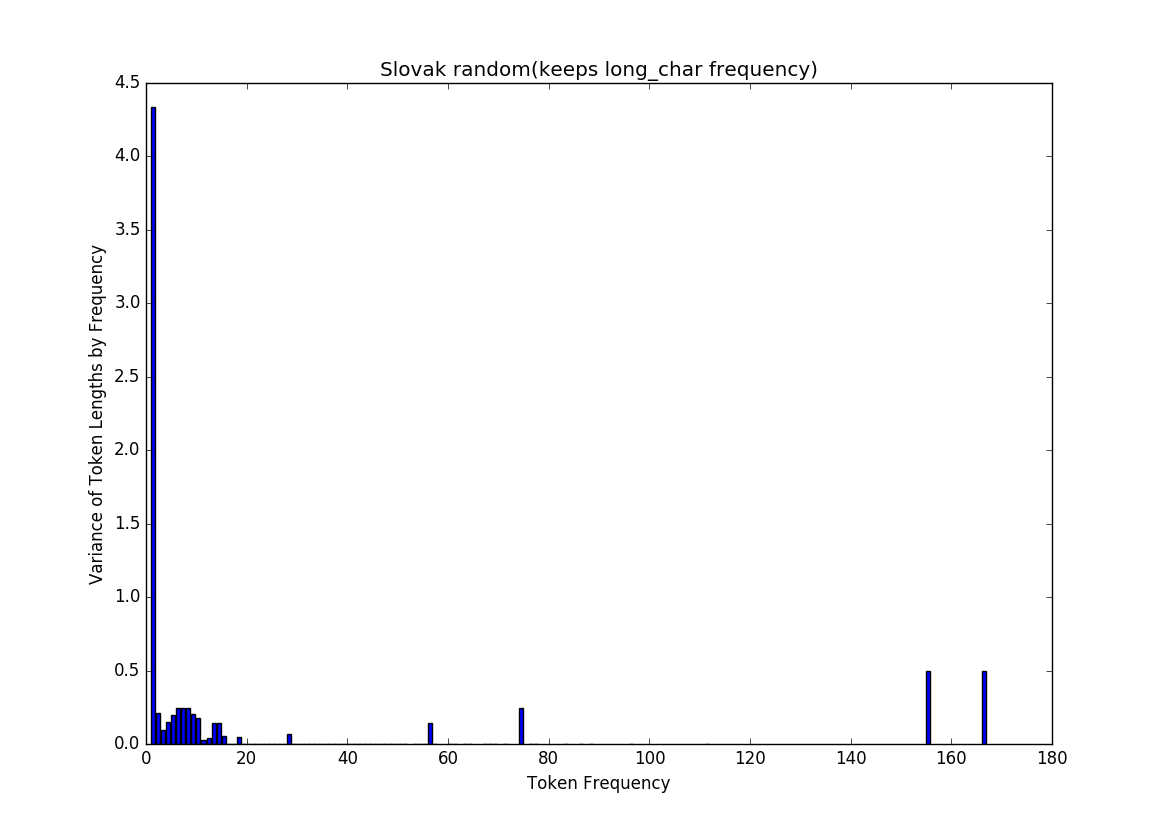 Slovak random(keeps long_char frequency)
4.5
4.0
3.5
3.0
2.5
2.0
1.5
1.0
0.5
0.0
Variance of Token Lengths by Frequency
0 20 40 60 80 100 120 140 160 180
Token Frequency